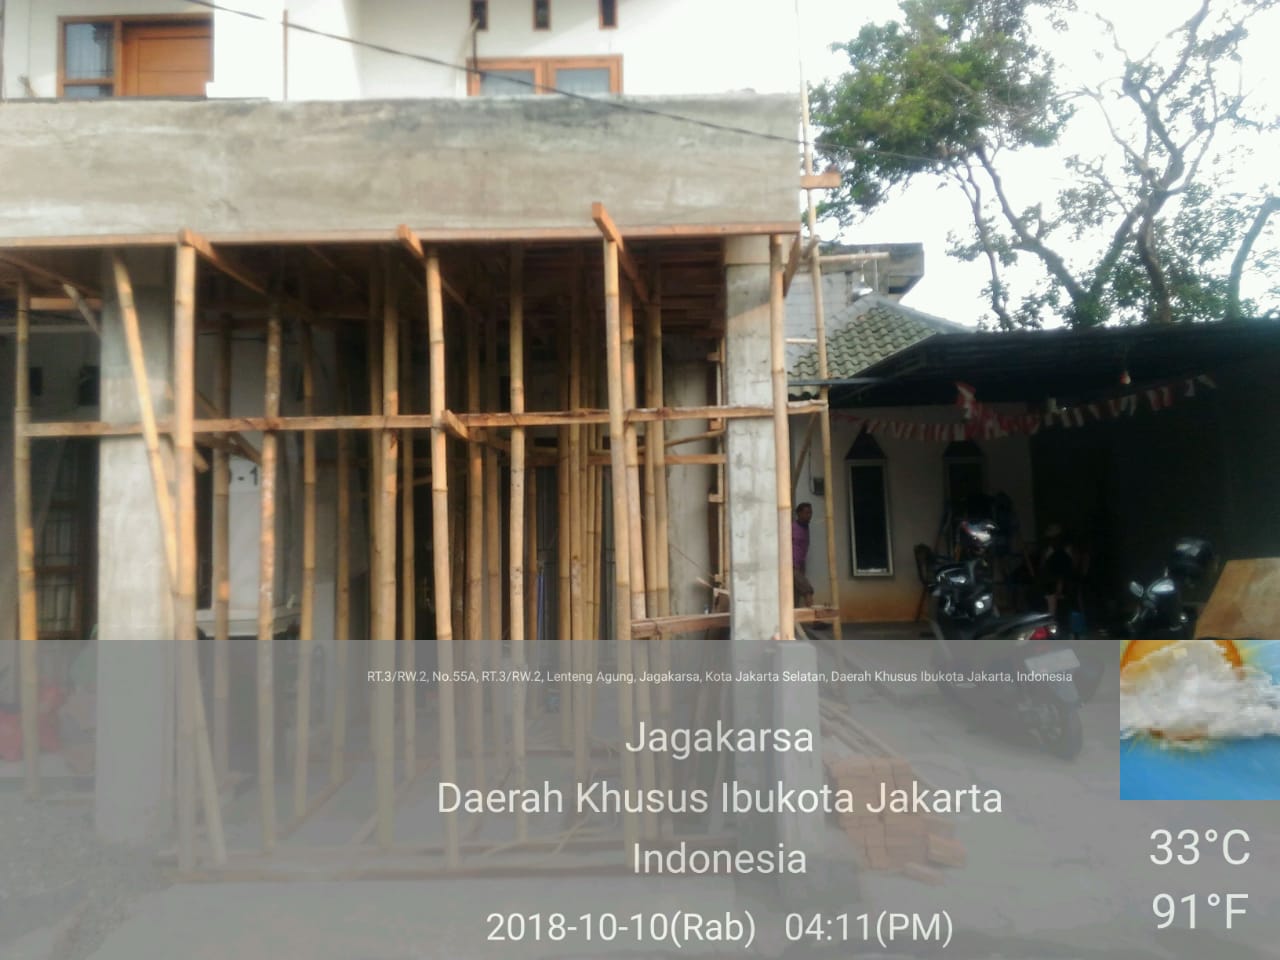 RT.3/RW.2, No.55A, RT.3/RW.2, Lenteng Agung, Jagakarsa, Kota Jakarta Selatan, Daerah Khusus Ibukota Jakarta, Indonesia
Jagakarsa
Daerah Khusus Ibukota Jakarta
Indonesia
33°C
91°F
2018-10-10(Rab) 04:11(PM)